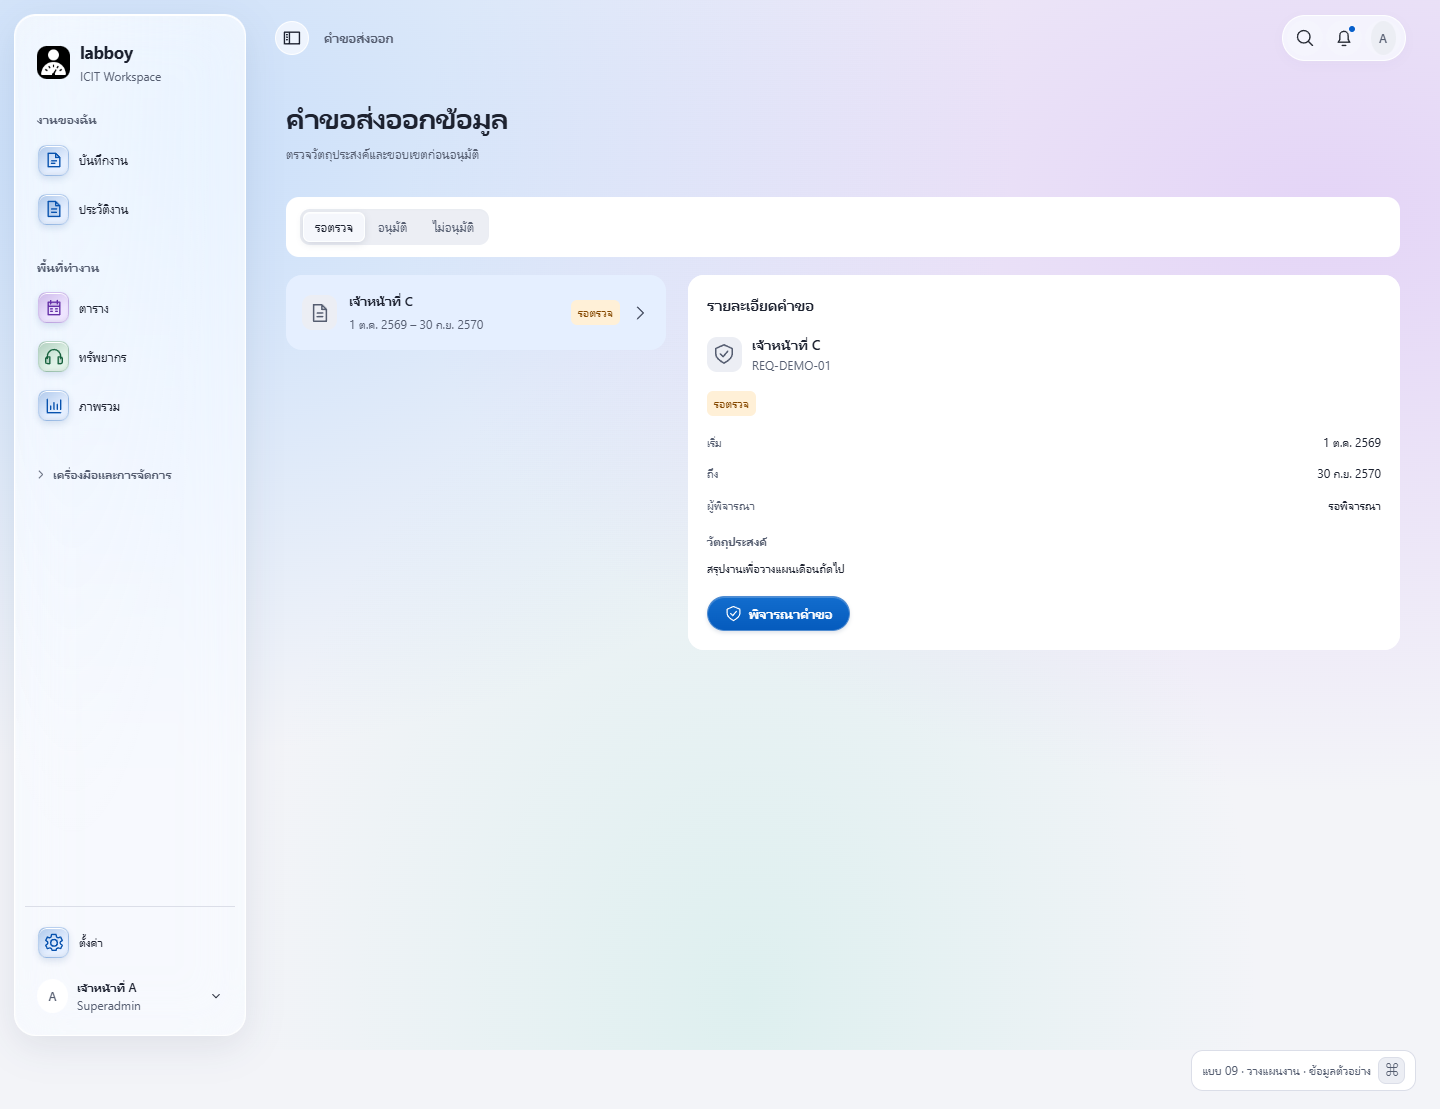 labboy
ICIT Workspace
งานของฉัน
บันทึกงาน
ประวัติงาน
พื้นที่ทำงาน
ตาราง
ทรัพยากร
ภาพรวม
เครื่องมือและการจัดการ
ตั้งค่า
A
เจ้าหน้าที่ A
Superadmin
คำขอส่งออก
A
คำขอส่งออกข้อมูล
ตรวจวัตถุประสงค์และขอบเขตก่อนอนุมัติ
รอตรวจ อนุมัติ ไม่อนุมัติ
เจ้าหน้าที่ C
1 ต.ค. 2569 – 30 ก.ย. 2570
รอตรวจ
รายละเอียดคำขอ
เจ้าหน้าที่ C
REQ-DEMO-01
รอตรวจ
เริ่ม 1 ต.ค. 2569
ถึง 30 ก.ย. 2570
ผู้พิจารณา รอพิจารณา
วัตถุประสงค์
สรุปงานเพื่อวางแผนเดือนถัดไป
พิจารณาคำขอ
แบบ 09 · วางแผนงาน · ข้อมูลตัวอย่าง ⌘